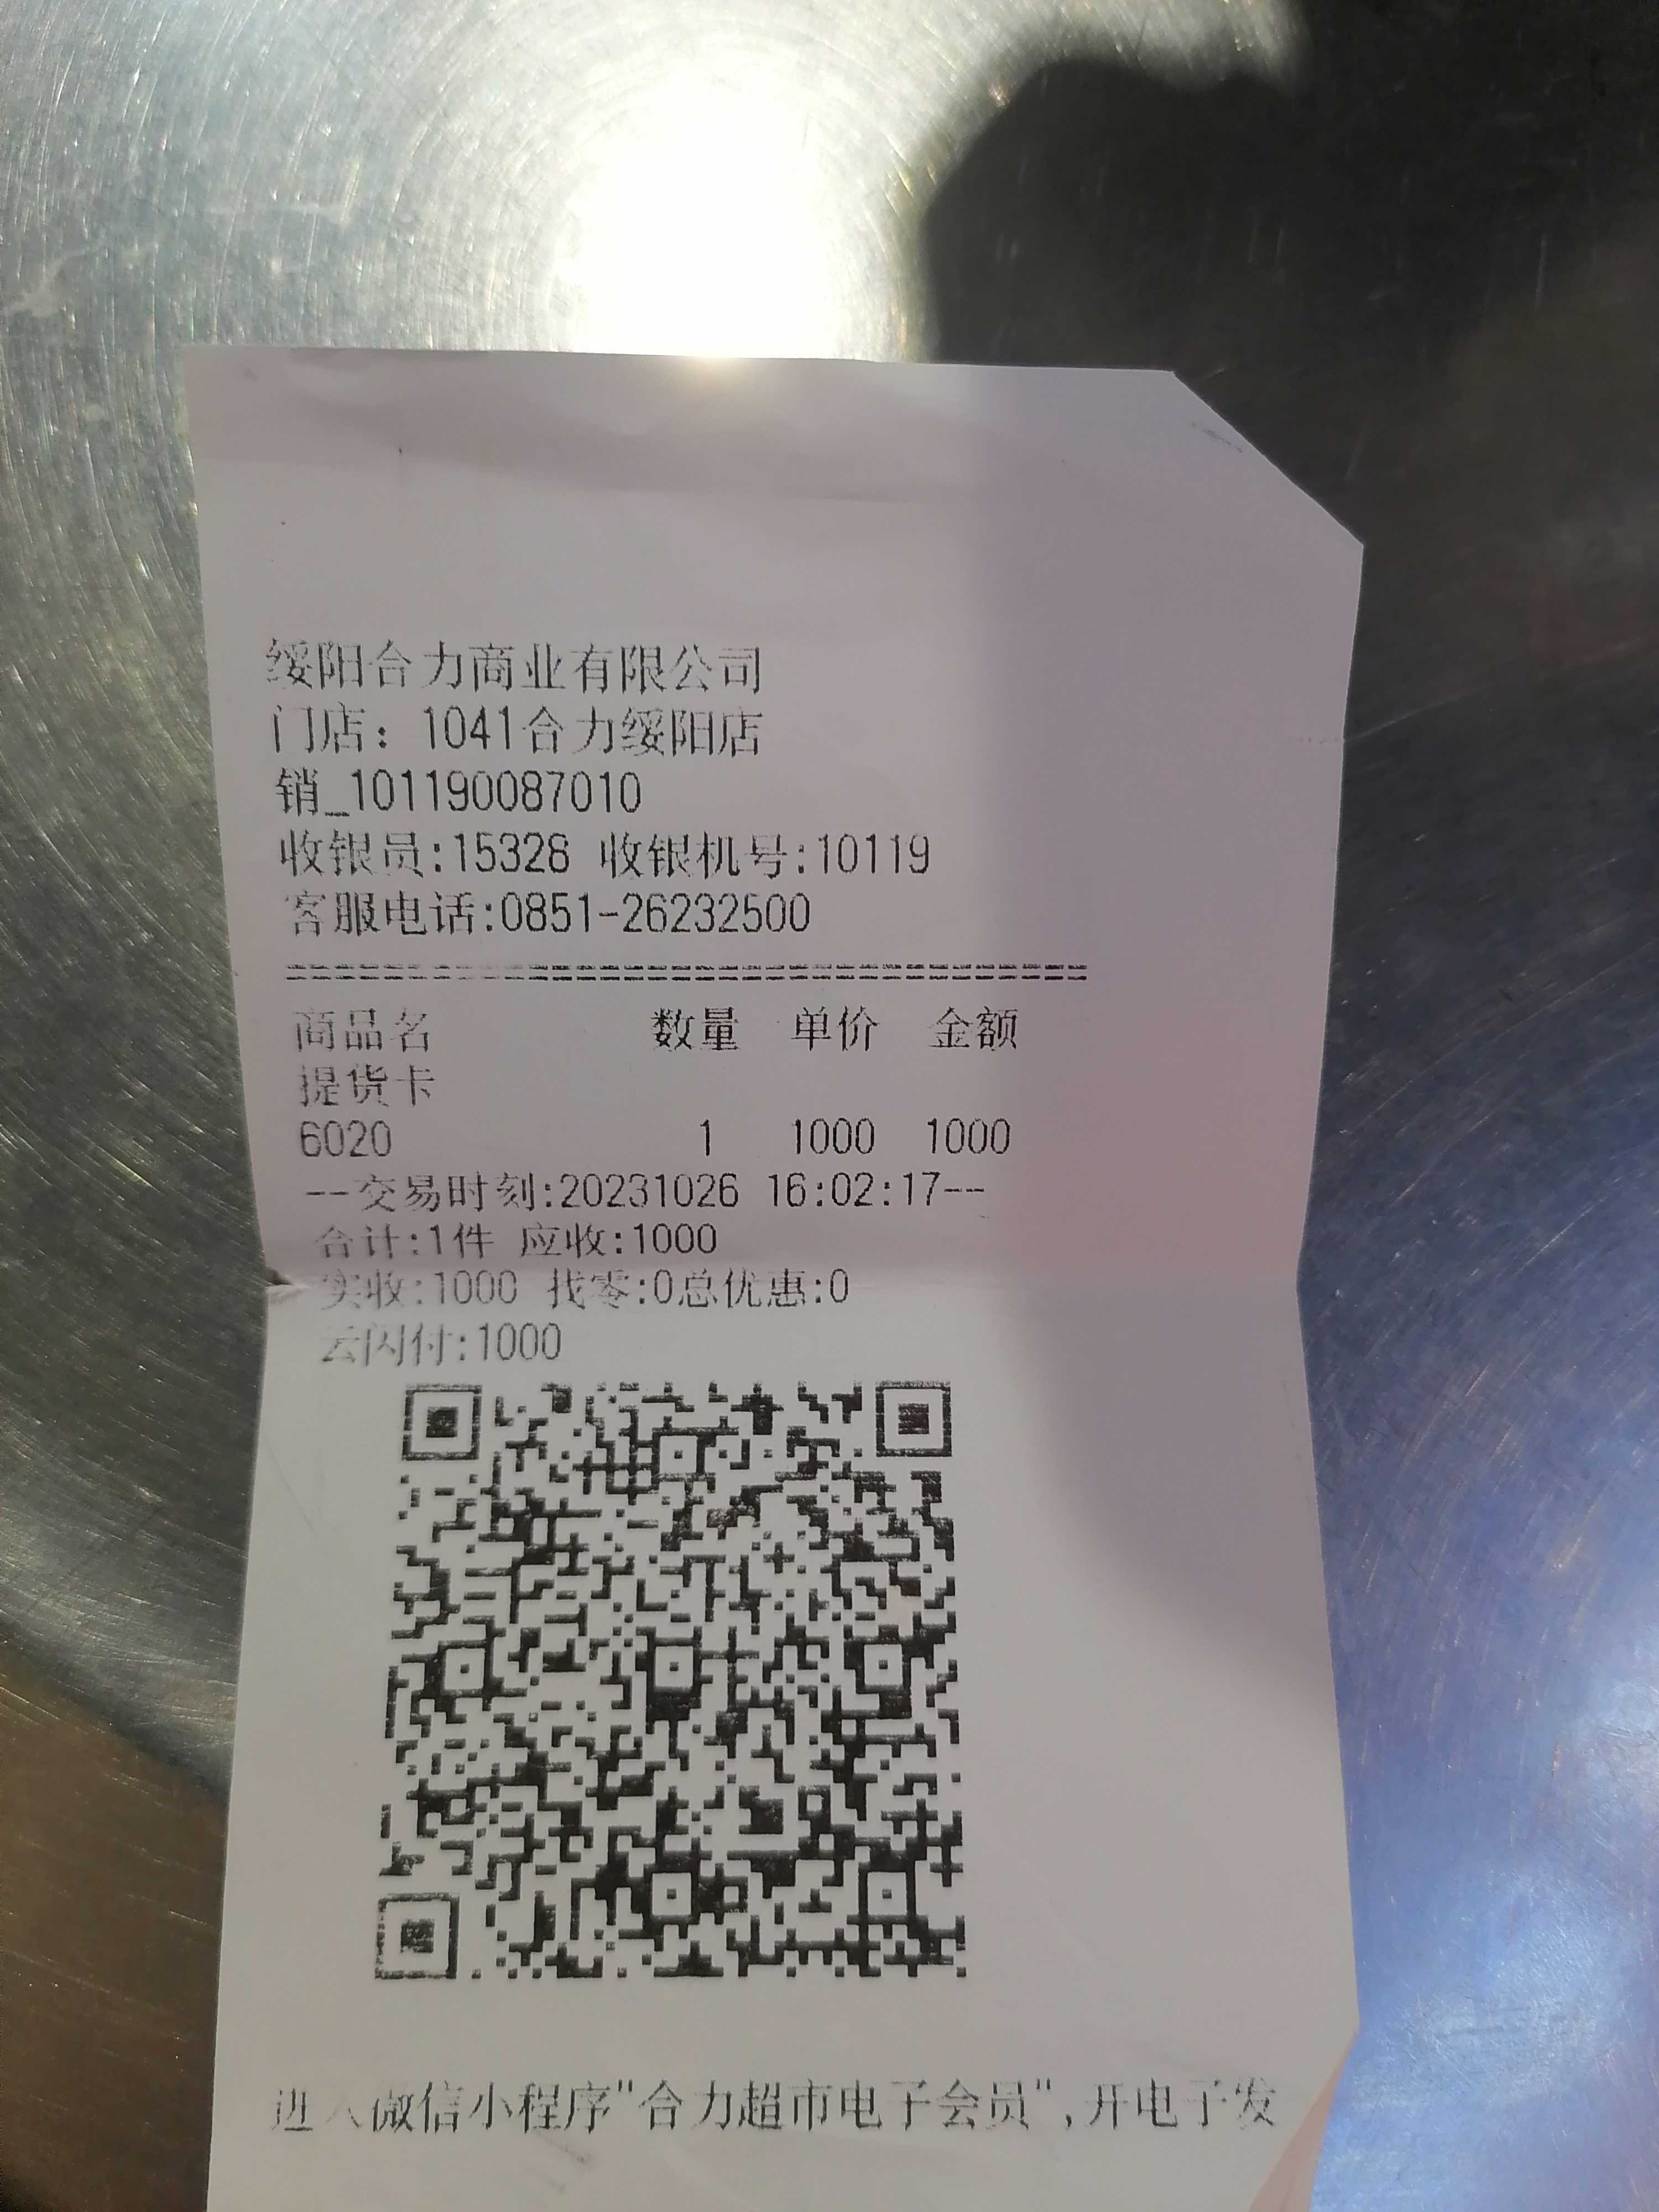 绥阳合力商业有限公司
门店：1041合力绥阳店
销_101190087010
收银员:15328 收银机号:10119
客服电话:0851-26232500
===================================
商品名 数量 单价 金额
提货卡
6020 1 1000 1000
--交易时刻:20231026 16:02:17--
合计:1件 应收:1000
实收:1000 找零:0总优惠:0
云闪付:1000
进入微信小程序"合力超市电子会员",开电子发